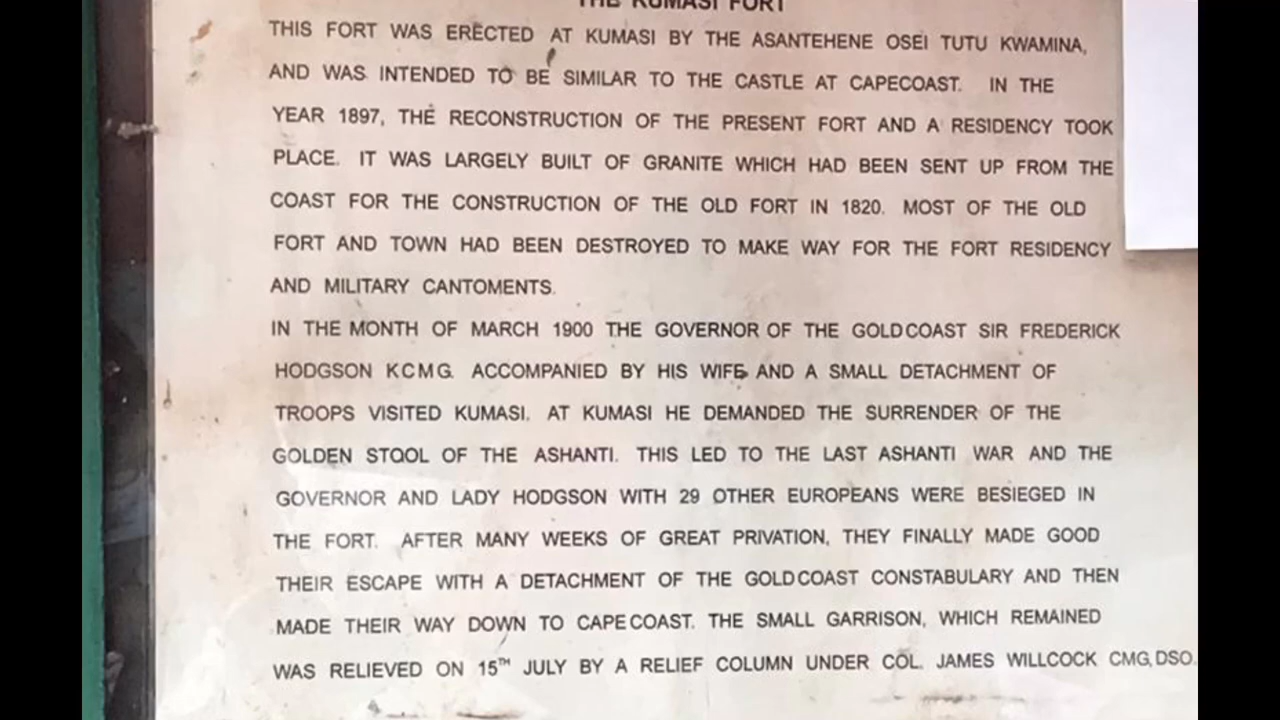 THE KUMASI FORT
THIS FORT WAS ERECTED AT KUMASI BY THE ASANTEHENE OSEI TUTU KWAMINA,
AND WAS INTENDED TO BE SIMILAR TO THE CASTLE AT CAPECOAST. IN THE
YEAR 1897, THE RECONSTRUCTION OF THE PRESENT FORT AND A RESIDENCY TOOK
PLACE. IT WAS LARGELY BUILT OF GRANITE WHICH HAD BEEN SENT UP FROM THE
COAST FOR THE CONSTRUCTION OF THE OLD FORT IN 1820. MOST OF THE OLD
FORT AND TOWN HAD BEEN DESTROYED TO MAKE WAY FOR THE FORT RESIDENCY
AND MILITARY CANTOMENTS.
IN THE MONTH OF MARCH 1900 THE GOVERNOR OF THE GOLDCOAST SIR FREDERICK
HODGSON KCMG. ACCOMPANIED BY HIS WIFE AND A SMALL DETACHMENT OF
TROOPS VISITED KUMASI. AT KUMASI HE DEMANDED THE SURRENDER OF THE
GOLDEN STOOL OF THE ASHANTI. THIS LED TO THE LAST ASHANTI WAR AND THE
GOVERNOR AND LADY HODGSON WITH 29 OTHER EUROPEANS WERE BESIEGED IN
THE FORT. AFTER MANY WEEKS OF GREAT PRIVATION, THEY FINALLY MADE GOOD
THEIR ESCAPE WITH A DETACHMENT OF THE GOLDCOAST CONSTABULARY AND THEN
MADE THEIR WAY DOWN TO CAPECOAST. THE SMALL GARRISON, WHICH REMAINED
WAS RELIEVED ON 15TH JULY BY A RELIEF COLUMN UNDER COL. JAMES WILLCOCK CMG, DSO.